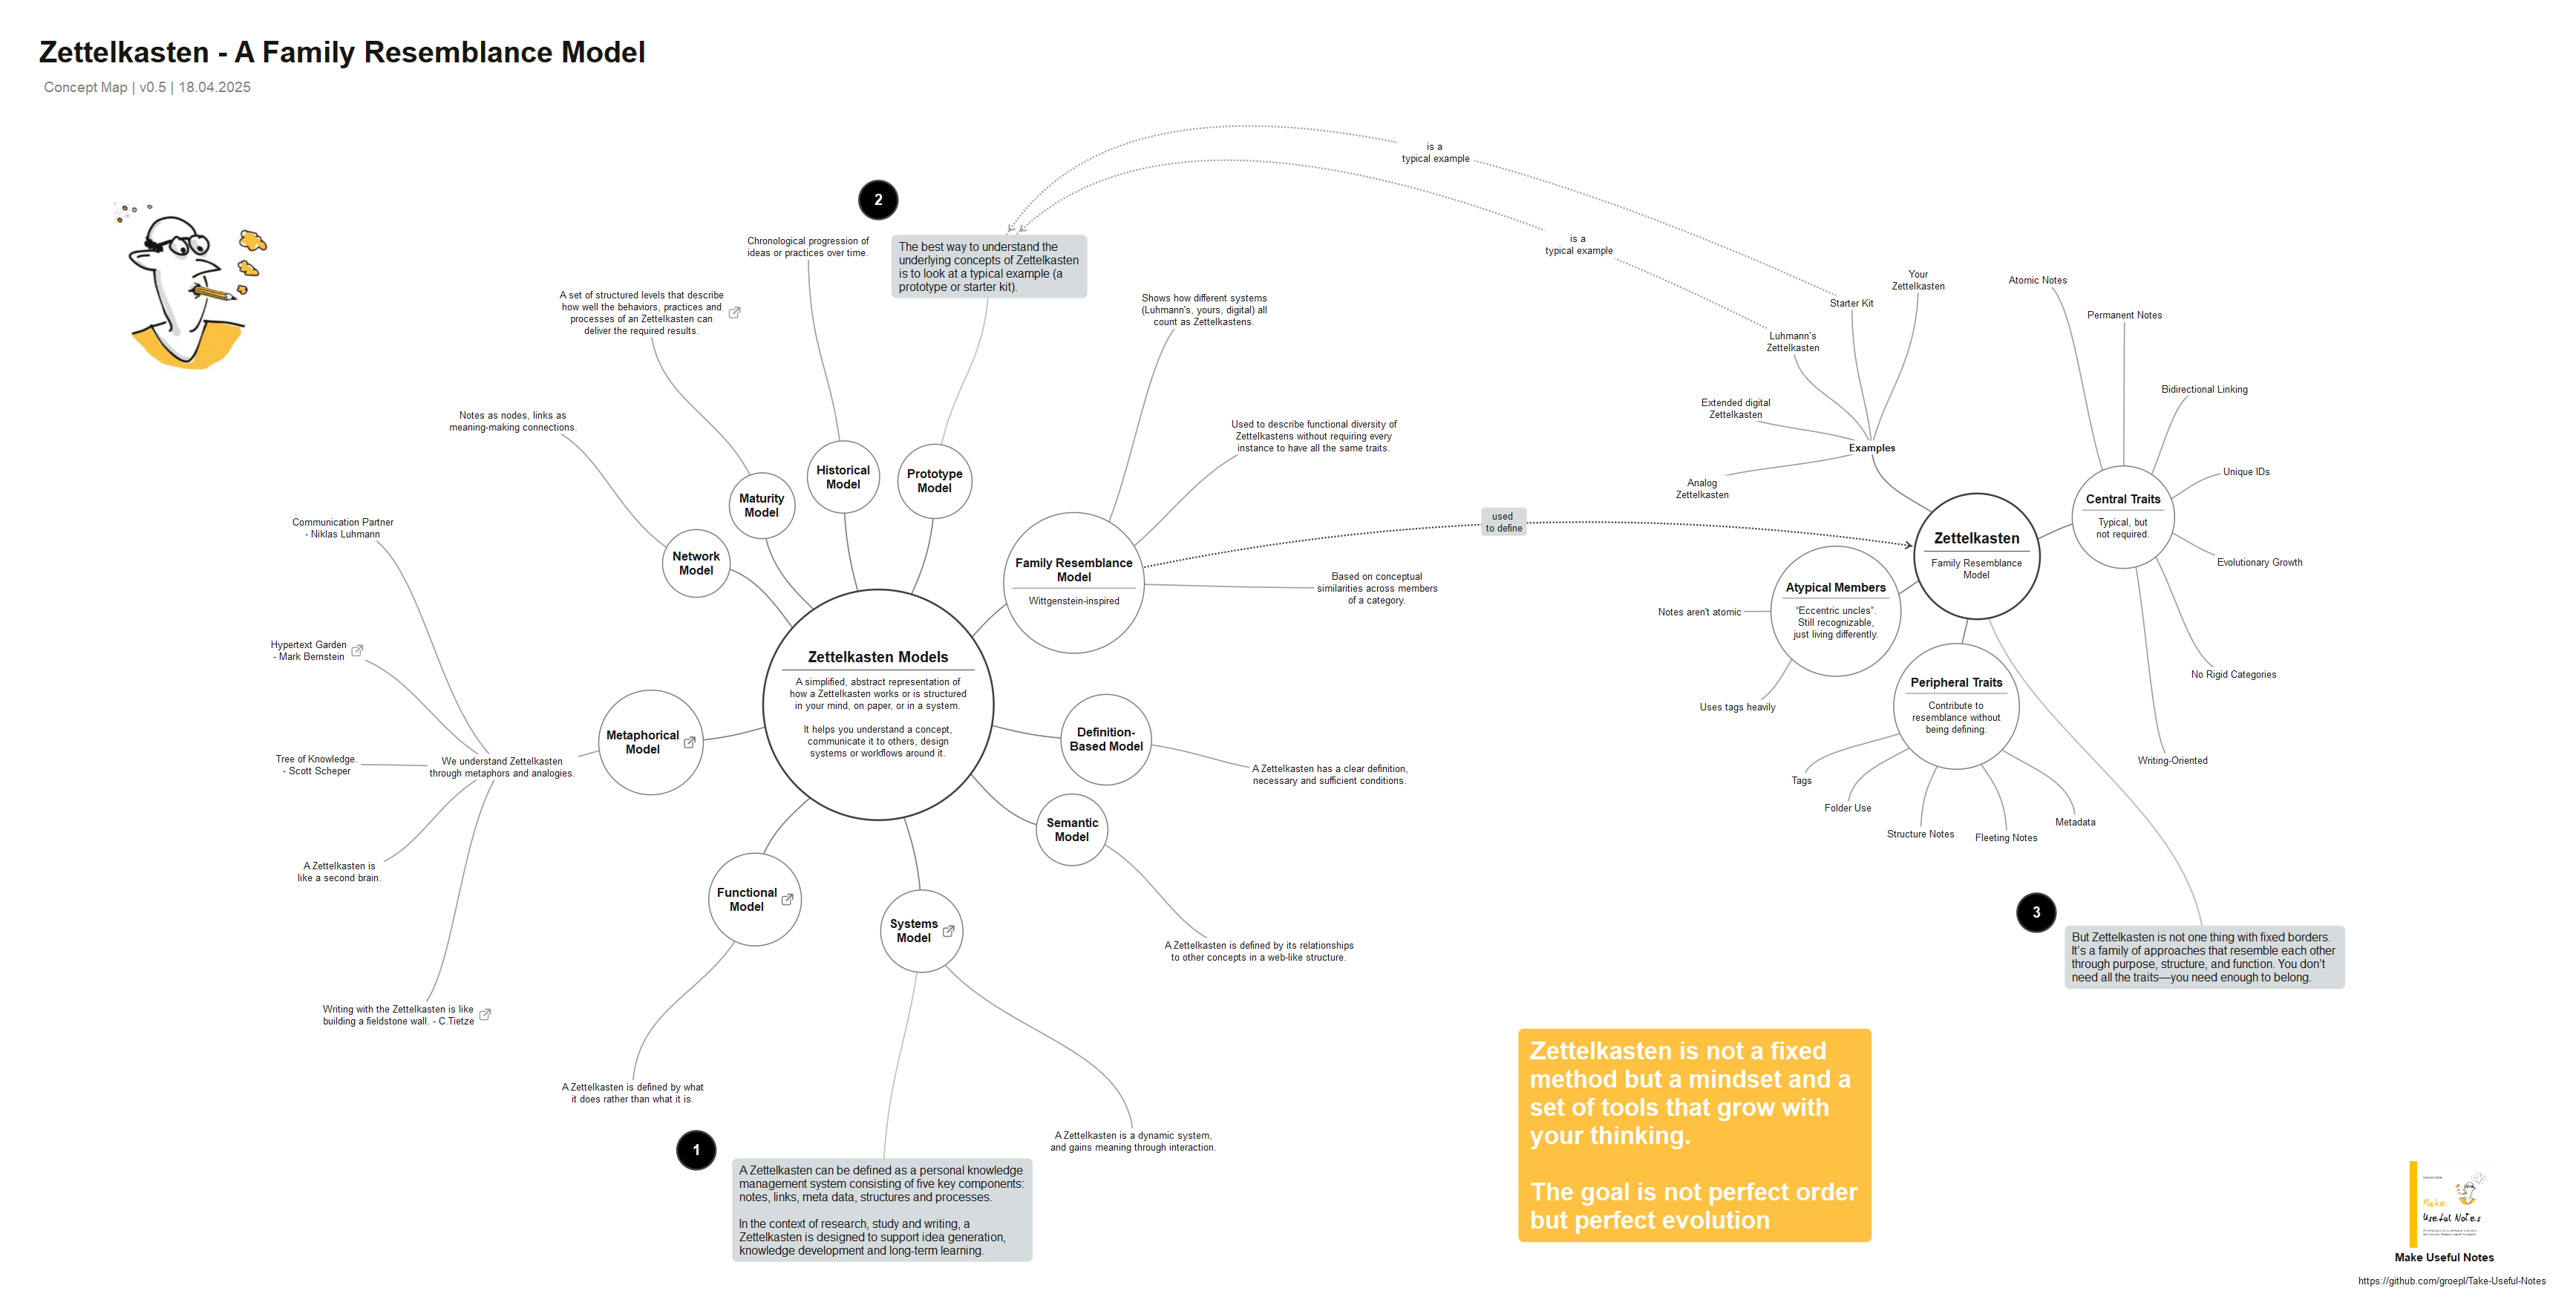 Zettelkasten - A Family Resemblance Model
Concept Map | v0.5 | 18.04.2025
is a
typical example
is a
typical example
2
The best way to understand the
underlying concepts of Zettelkasten
is to look at a typical example (a
prototype or starter kit).
Chronological progression of
ideas or practices over time.
A set of structured levels that describe
how well the behaviors, practices and
processes of an Zettelkasten can
deliver the required results.
Notes as nodes, links as
meaning-making connections.
Shows how different systems
(Luhmann's, yours, digital) all
count as Zettelkastens.
Used to describe functional diversity of
Zettelkastens without requiring every
instance to have all the same traits.
Based on conceptual
similarities across members
of a category.
Network
Model
Maturity
Model
Historical
Model
Prototype
Model
Family Resemblance
Model
Wittgenstein-inspired
used
to define
Zettelkasten Models
A simplified, abstract representation of
how a Zettelkasten works or is structured
in your mind, on paper, or in a system.
It helps you understand a concept,
communicate it to others, design
systems or workflows around it.
Communication Partner
- Niklas Luhmann
Hypertext Garden
- Mark Bernstein
Tree of Knowledge.
- Scott Scheper
A Zettelkasten is
like a second brain.
Writing with the Zettelkasten is like
building a fieldstone wall. - C.Tietze
We understand Zettelkasten
through metaphors and analogies.
Metaphorical
Model
Definition-
Based Model
A Zettelkasten has a clear definition,
necessary and sufficient conditions.
Semantic
Model
A Zettelkasten is defined by its relationships
to other concepts in a web-like structure.
Functional
Model
A Zettelkasten is defined by what
it does rather than what it is.
Systems
Model
A Zettelkasten is a dynamic system,
and gains meaning through interaction.
1
A Zettelkasten can be defined as a personal knowledge
management system consisting of five key components:
notes, links, meta data, structures and processes.
In the context of research, study and writing, a
Zettelkasten is designed to support idea generation,
knowledge development and long-term learning.
Your
Zettelkasten
Starter Kit
Luhmann's
Zettelkasten
Extended digital
Zettelkasten
Analog
Zettelkasten
Examples
Zettelkasten
Family Resemblance
Model
Central Traits
Typical, but
not required.
Atomic Notes
Permanent Notes
Bidirectional Linking
Unique IDs
Evolutionary Growth
No Rigid Categories
Writing-Oriented
Atypical Members
“Eccentric uncles”.
Still recognizable,
just living differently.
Notes aren't atomic
Uses tags heavily
Peripheral Traits
Contribute to
resemblance without
being defining.
Tags
Folder Use
Structure Notes
Fleeting Notes
Metadata
3
But Zettelkasten is not one thing with fixed borders.
It's a family of approaches that resemble each other
through purpose, structure, and function. You don't
need all the traits—you need enough to belong.
Zettelkasten is not a fixed
method but a mindset and a
set of tools that grow with
your thinking.
The goal is not perfect order
but perfect evolution
Make
Useful Notes
Make Useful Notes
https://github.com/groepl/Take-Useful-Notes